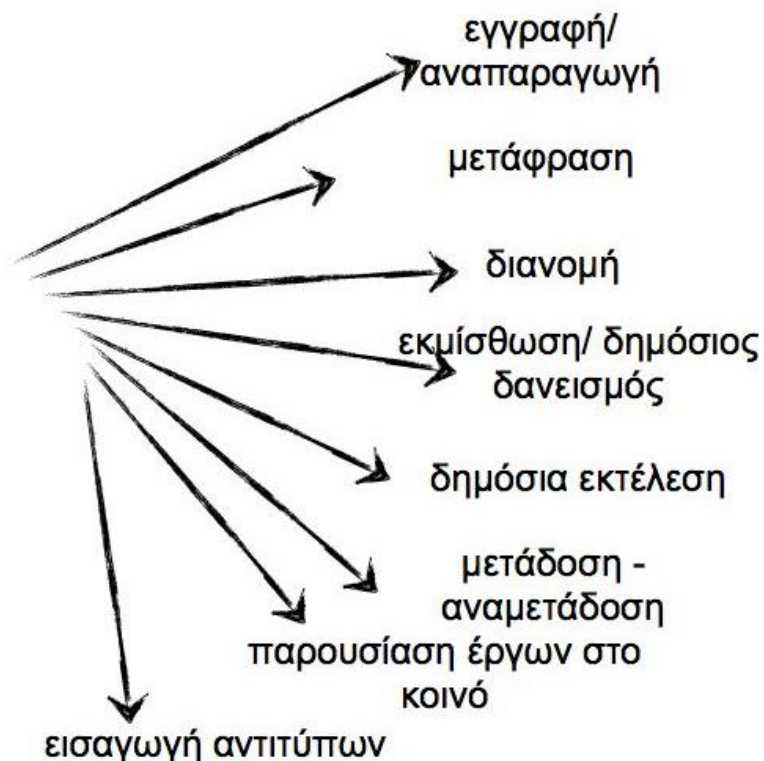 εγγραφή/
αναπαραγωγή
μετάφραση
διανομή
εκμίσθωση/ δημόσιος
δανεισμός
δημόσια εκτέλεση
μετάδοση -
αναμετάδοση
παρουσίαση έργων στο
κοινό
εισαγωγή αντιτύπων